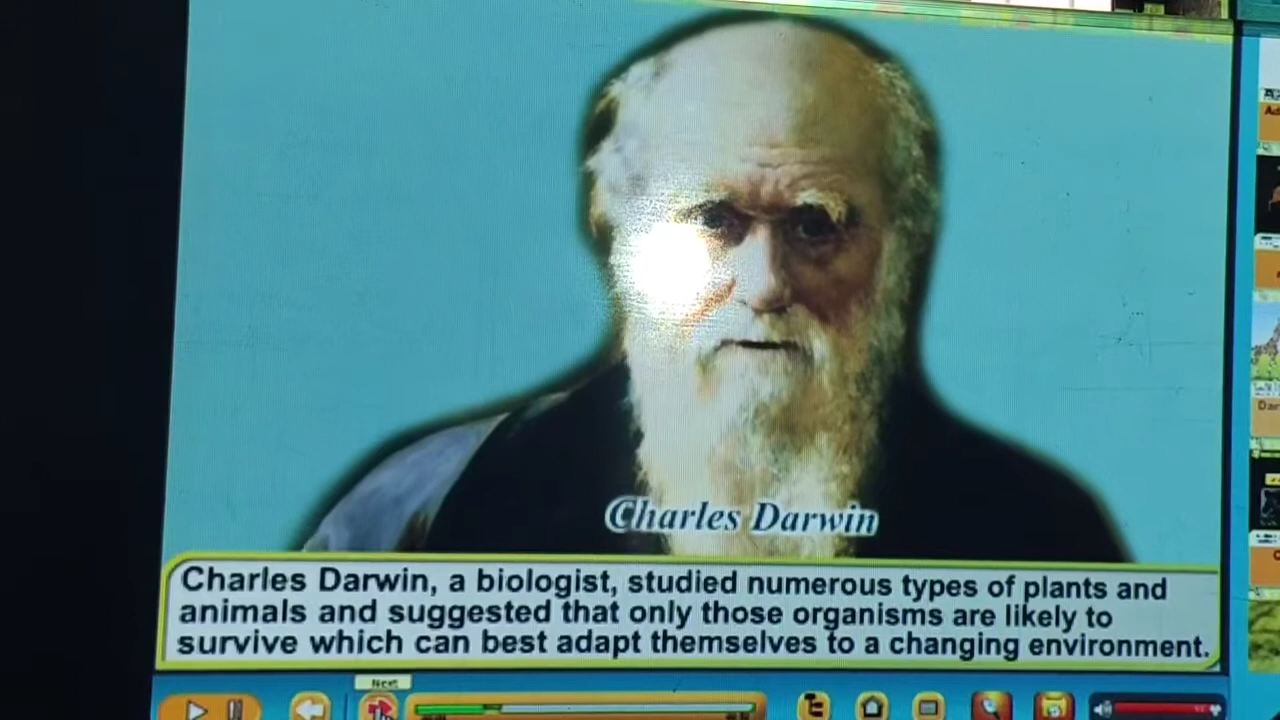 Charles Darwin
Charles Darwin, a biologist, studied numerous types of plants and
animals and suggested that only those organisms are likely to
survive which can best adapt themselves to a changing environment.
Next